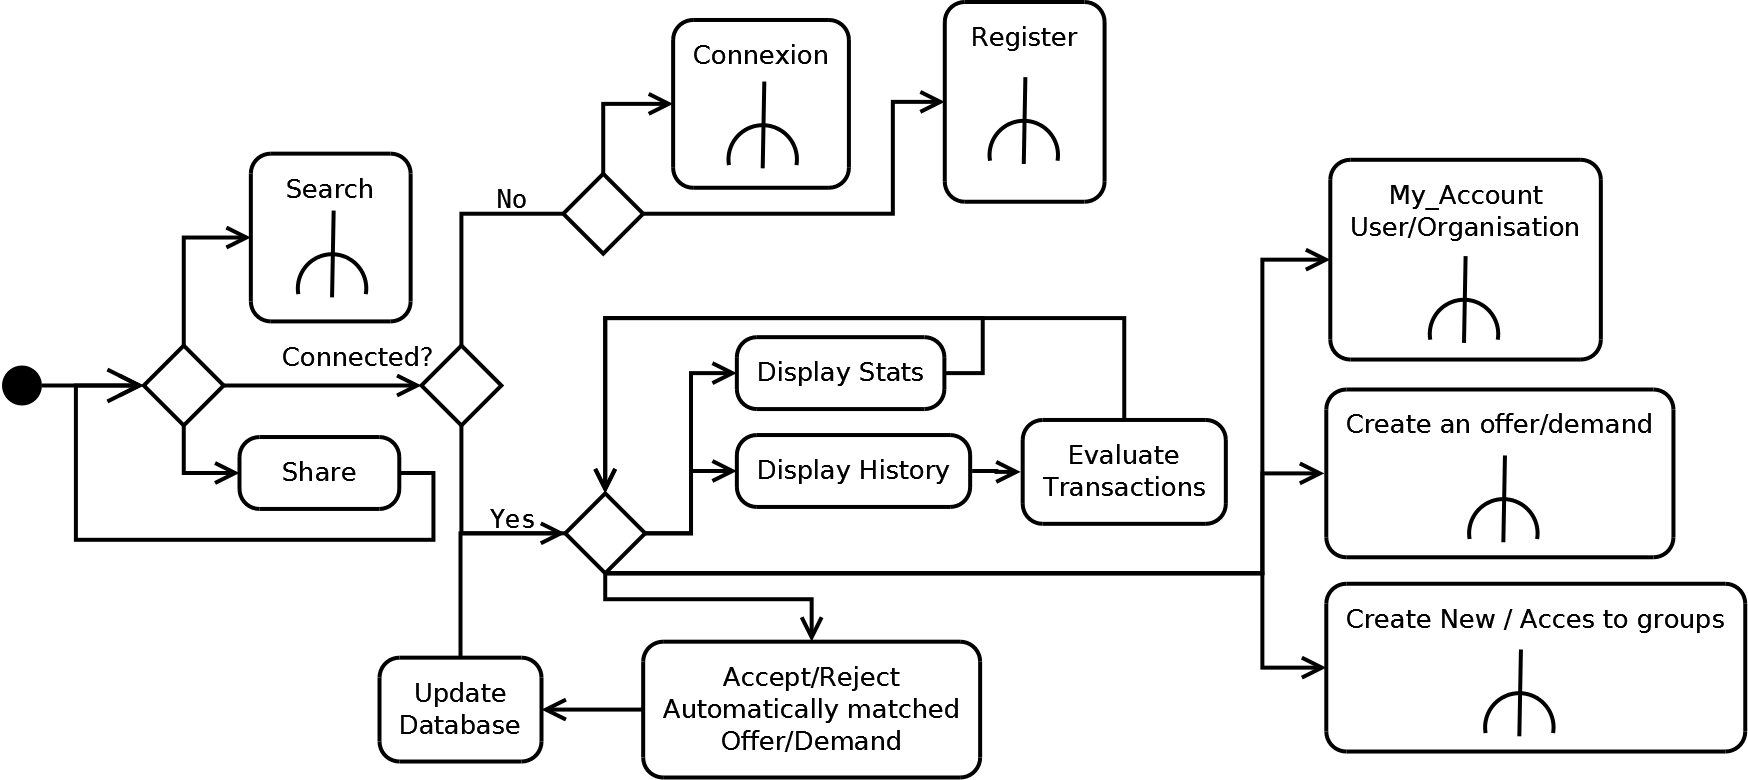 Connexion
Register
Search
No
My_Account
User/Organisation
Connected?
Display Stats
Create an offer/demand
Share
Display History
Evaluate
Transactions
Yes
Create New / Acces to groups
Update
Database
Accept/Reject
Automatically matched
Offer/Demand